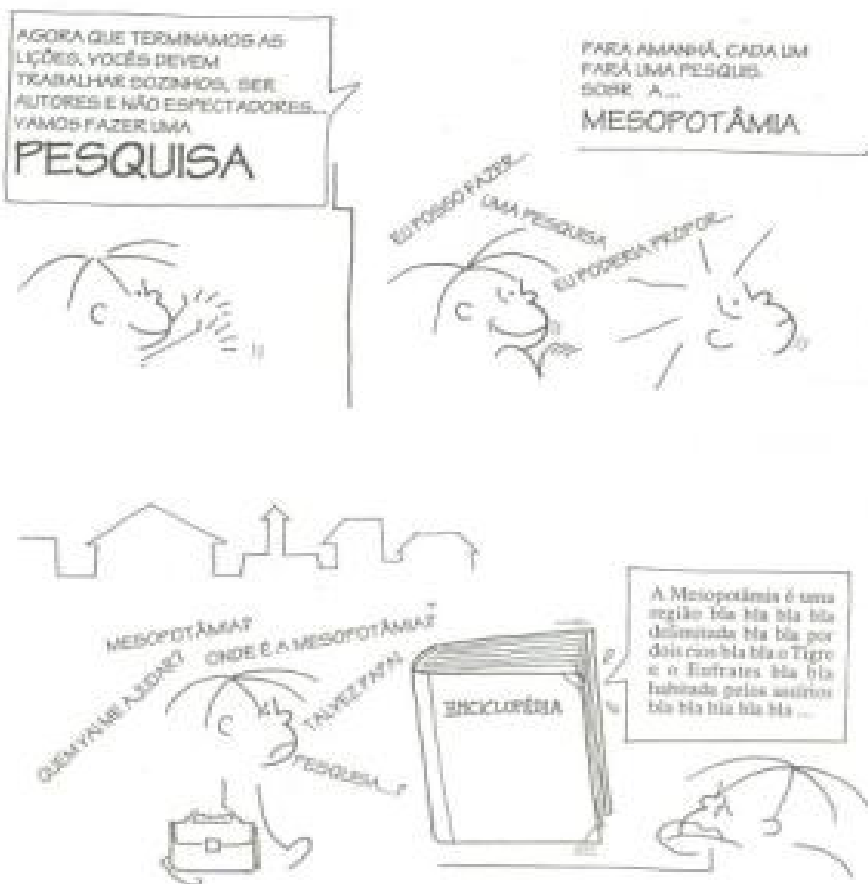 AGORA QUE TERMINAMOS AS
LIÇÕES, VOCÊS DEVEM
TRABALHAR SOZINHOS, SER
AUTORES E NÃO ESPECTADORES...
VAMOS FAZER UMA
PESQUISA
PARA AMANHÃ, CADA UM
FARÁ UMA PESQUIS.
SOBR A...
MESOPOTÂMIA
EU POSSO FAZER...
UMA PESQUISA
EU PODERIA PROPOR...
MESOPOTÂMIA?
ONDE É A MESOPOTÂMIA?
QUEM VAI ME AJUDAR?
TALVEZ PAPAI
PESQUISA...?
ENCICLOPÉDIA
A Mesopotâmia é uma
região bla bla bla bla
delimitada bla bla por
dois rios bla bla o Tigre
e o Eufrates bla bla
habitada pelos assírios
bla bla bla bla bla ...